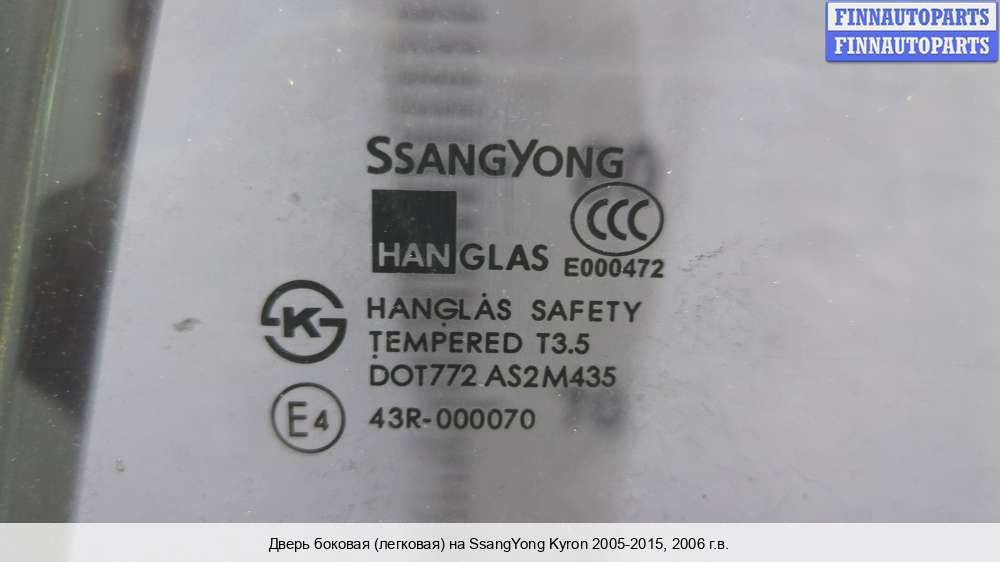 FINNAUTOPARTS
FINNAUTOPARTS
SSANGYONG
CCC
HANGLAS
E000472
K
HANGLAS SAFETY
TEMPERED T3.5
DOT772 AS2M435
E4
43R-000070
Дверь боковая (легковая) на SsangYong Kyron 2005-2015, 2006 г.в.